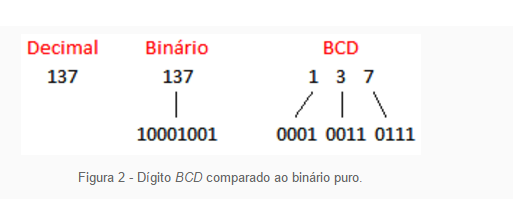 Decimal Binário BCD
137 137 1 3 7
10001001 0001 0011 0111
Figura 2 - Dígito BCD comparado ao binário puro.